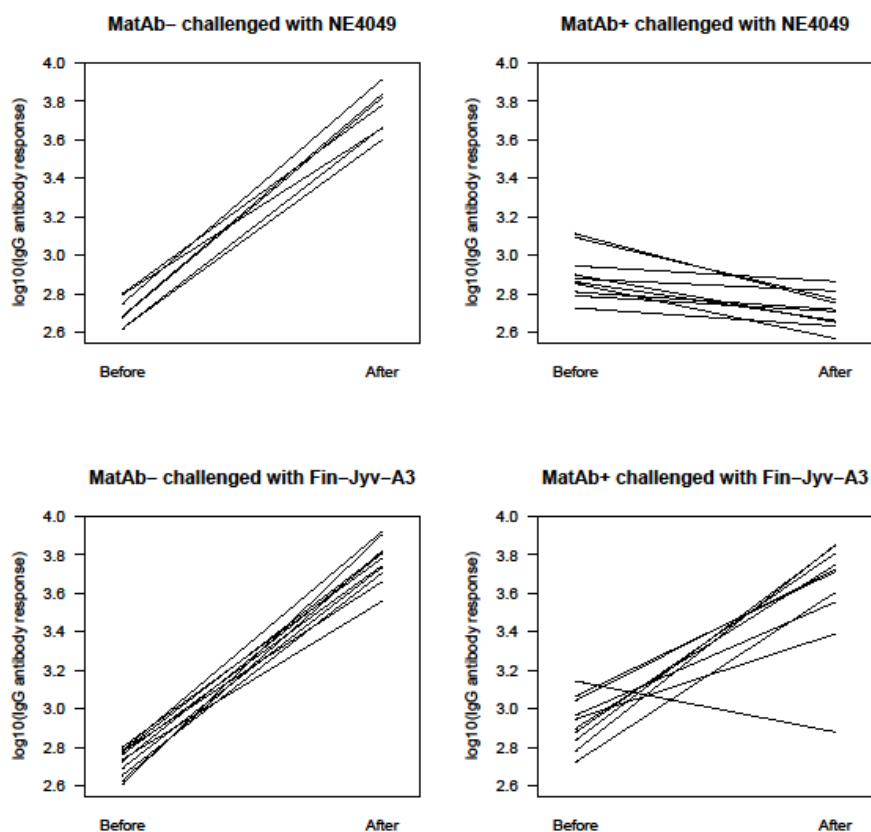 MatAb− challenged with NE4049
log10(IgG antibody response)
4.0
3.8
3.6
3.4
3.2
3.0
2.8
2.6
Before
After
MatAb+ challenged with NE4049
log10(IgG antibody response)
4.0
3.8
3.6
3.4
3.2
3.0
2.8
2.6
Before
After
MatAb− challenged with Fin−Jyv−A3
log10(IgG antibody response)
4.0
3.8
3.6
3.4
3.2
3.0
2.8
2.6
Before
After
MatAb+ challenged with Fin−Jyv−A3
log10(IgG antibody response)
4.0
3.8
3.6
3.4
3.2
3.0
2.8
2.6
Before
After